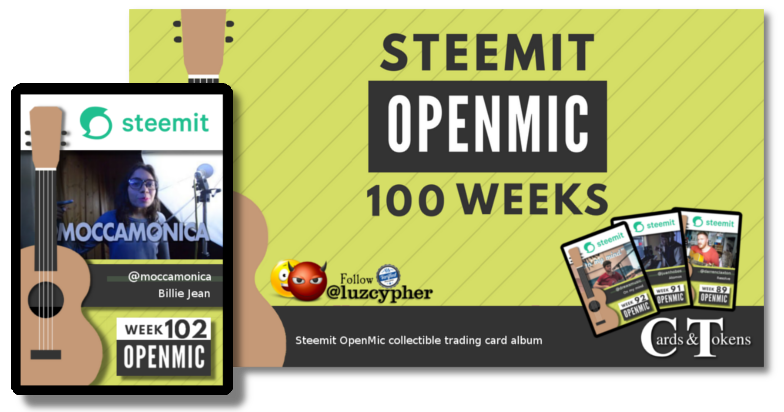 STEEMIT
OPENMIC
100 WEEKS
steemit
MOCCAMONICA
@moccamonica
Billie Jean
WEEK 102
OPENMIC
Follow
@luzcypher
Steemit OpenMic collectible trading card album
steemit
WEEK 92
OPENMIC
steemit
WEEK 91
OPENMIC
steemit
WEEK 89
OPENMIC
Cards & Tokens